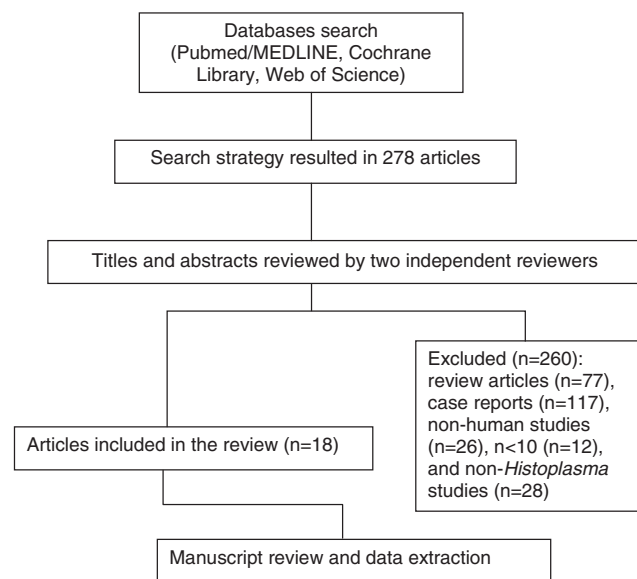 Databases search
(Pubmed/MEDLINE, Cochrane
Library, Web of Science)
Search strategy resulted in 278 articles
Titles and abstracts reviewed by two independent reviewers
Excluded (n=260):
review articles (n=77),
case reports (n=117),
non-human studies
(n=26), n<10 (n=12),
and non-Histoplasma
studies (n=28)
Articles included in the review (n=18)
Manuscript review and data extraction